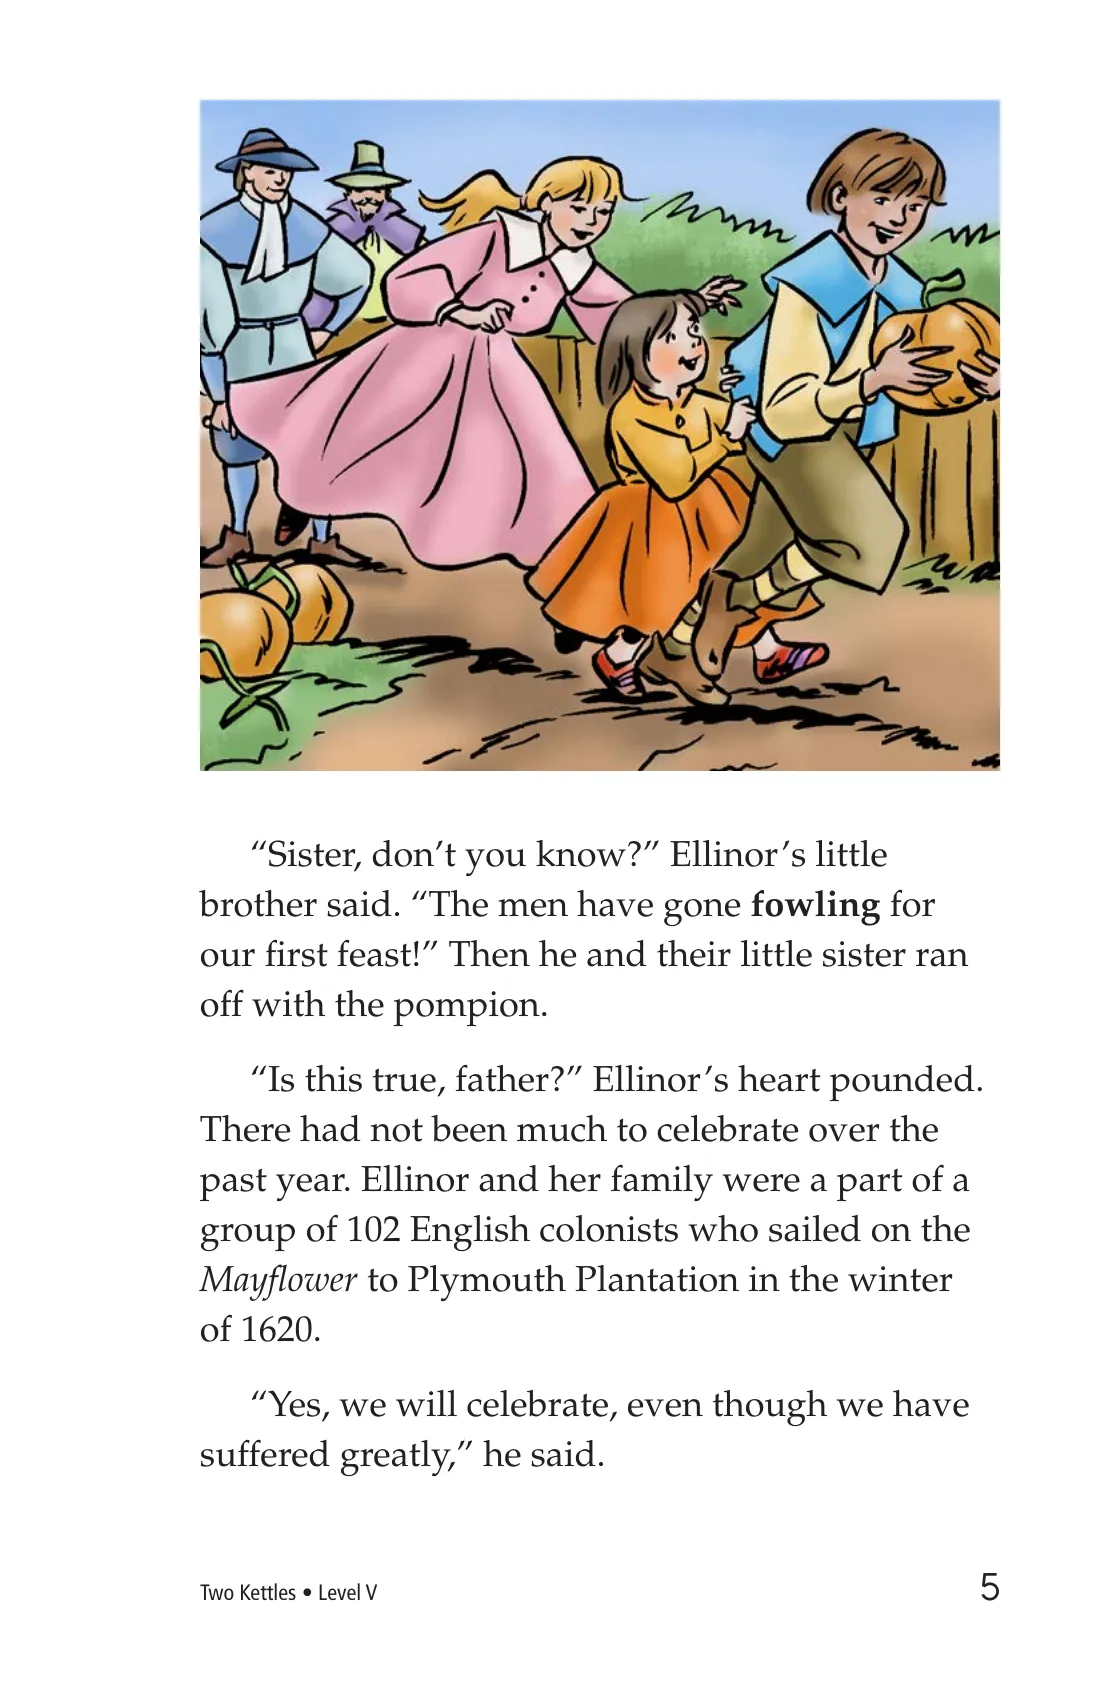 “Sister, don’t you know?” Ellinor’s little
brother said. “The men have gone fowling for
our first feast!” Then he and their little sister ran
off with the pompion.
“Is this true, father?” Ellinor’s heart pounded.
There had not been much to celebrate over the
past year. Ellinor and her family were a part of a
group of 102 English colonists who sailed on the
Mayflower to Plymouth Plantation in the winter
of 1620.
“Yes, we will celebrate, even though we have
suffered greatly,” he said.
Two Kettles • Level V
5